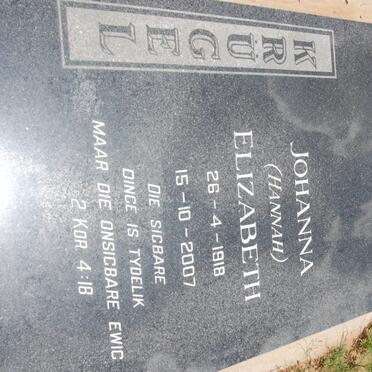 KRÜGEL
JOHANNA
(HANNAH)
ELIZABETH
26-4-1918
15-10-2007
DIE SIGBARE
DINGE IS TYDELIK
MAAR DIE ONSIGBARE EWIG
2 KOR 4:18